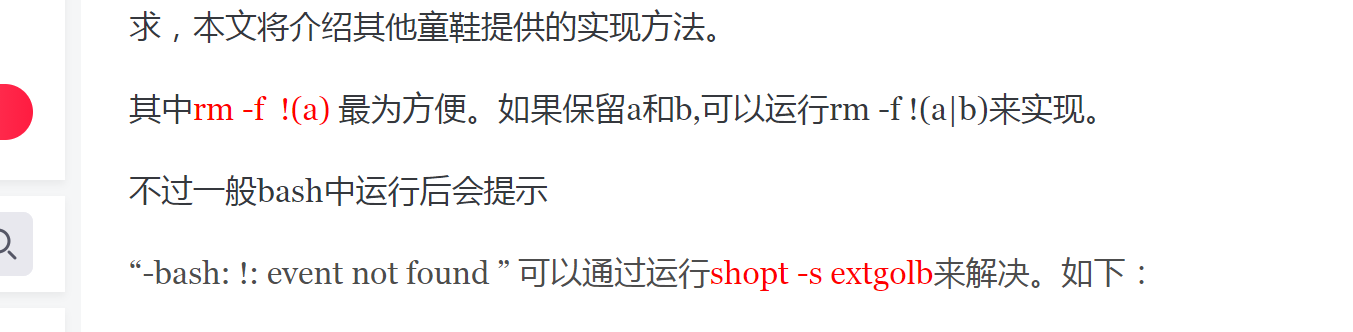 求，本文将介绍其他童鞋提供的实现方法。
其中rm -f  !(a) 最为方便。如果保留a和b,可以运行rm -f !(a|b)来实现。
不过一般bash中运行后会提示
“-bash: !: event not found ” 可以通过运行shopt -s extgolb来解决。如下：